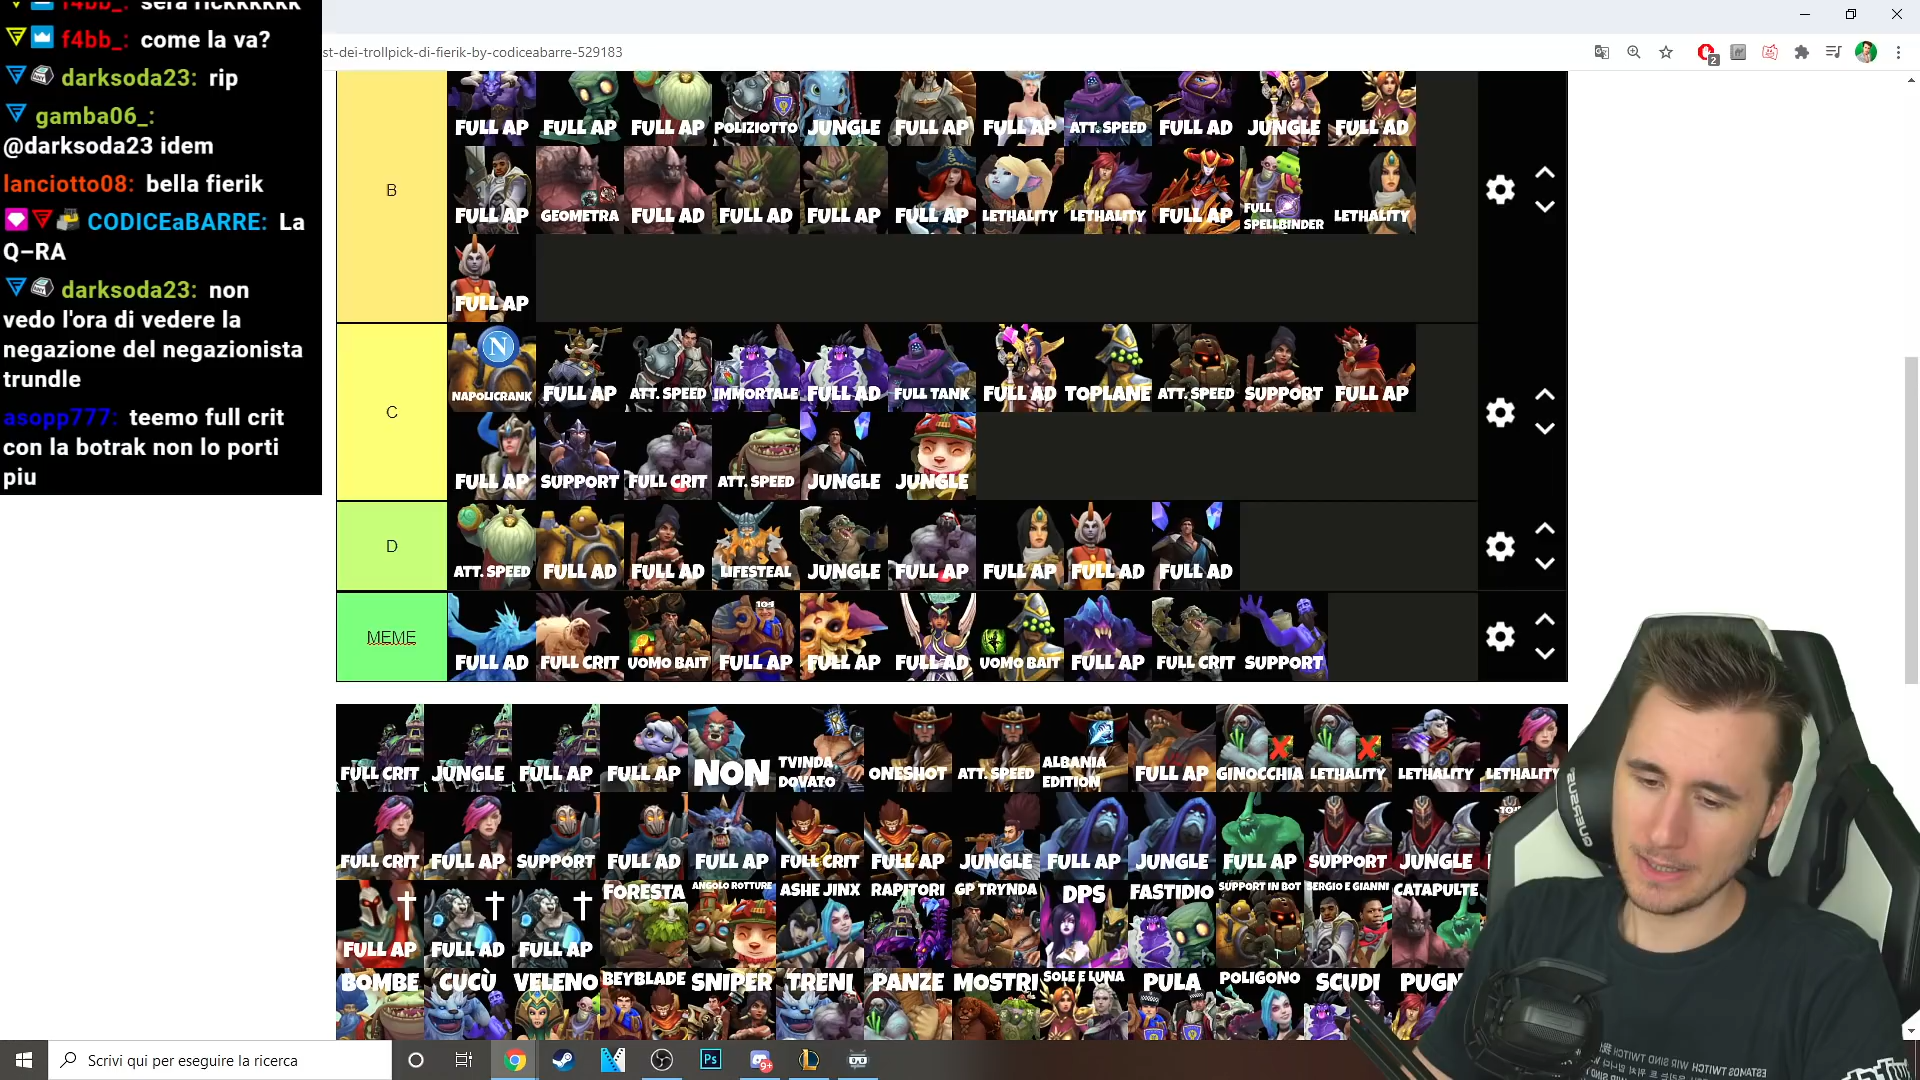 f4bb_: sera fickkkkkk
f4bb_: come la va?
darksoda23: rip
gamba06_:
@darksoda23 idem
lanciotto08: bella fierik
CODICEaBARRE: La
Q-RA
darksoda23: non
vedo l'ora di vedere la
negazione del negazionista
trundle
asopp777: teemo full crit
con la botrak non lo porti
piu
st-dei-trollpick-di-fierik-by-codiceabarre-529183
2
B
FULL AP FULL AP FULL AP POLIZIOTTO JUNGLE FULL AP FULL AP ATT. SPEED FULL AD JUNGLE FULL AD
FULL AP GEOMETRA FULL AD FULL AD FULL AP FULL AP LETHALITY LETHALITY FULL AP FULL SPELLBINDER LETHALITY
FULL AP
C
N
NAPOLICRANK FULL AP ATT. SPEED IMMORTALE FULL AD FULL TANK FULL AD TOPLANE ATT. SPEED SUPPORT FULL AP
FULL AP SUPPORT FULL CRIT ATT. SPEED JUNGLE JUNGLE
D
ATT. SPEED FULL AD FULL AD LIFESTEAL JUNGLE FULL AP FULL AP FULL AD FULL AD
MEME
FULL AD FULL CRIT UOMO BAIT FULL AP FULL AP FULL AD UOMO BAIT FULL AP FULL CRIT SUPPORT
FULL CRIT JUNGLE FULL AP FULL AP NON TVINDA DOVATO ONESHOT ATT. SPEED ALBANIA EDITION FULL AP GINOCCHIA LETHALITY LETHALITY LETHALITY
FULL CRIT FULL AP SUPPORT FULL AD FULL AP FULL CRIT FULL AP JUNGLE FULL AP JUNGLE FULL AP SUPPORT JUNGLE
FULL AP FULL AD FULL AP FORESTA ANGOLO ROTTURE ASHE JINX RAPITORI GP TRYNDA DPS FASTIDIO SUPPORT IN BOT SERGIO E GIANNI CATAPULTE
BOMBE CUCÙ VELENO BEYBLADE SNIPER TRENI PANZE MOSTRI SOLE E LUNA PULA POLIGONO SCUDI PUGN
Scrivi qui per eseguire la ricerca
Ps
9+